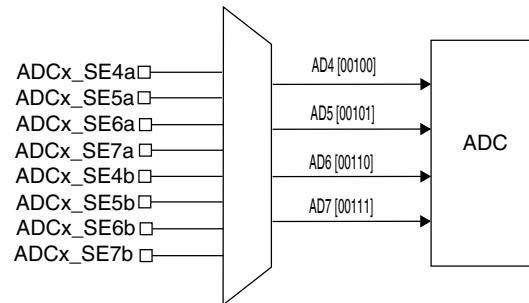 ADCx_SE4a
ADCx_SE5a
ADCx_SE6a
ADCx_SE7a
ADCx_SE4b
ADCx_SE5b
ADCx_SE6b
ADCx_SE7b
AD4 [00100]
AD5 [00101]
AD6 [00110]
AD7 [00111]
ADC